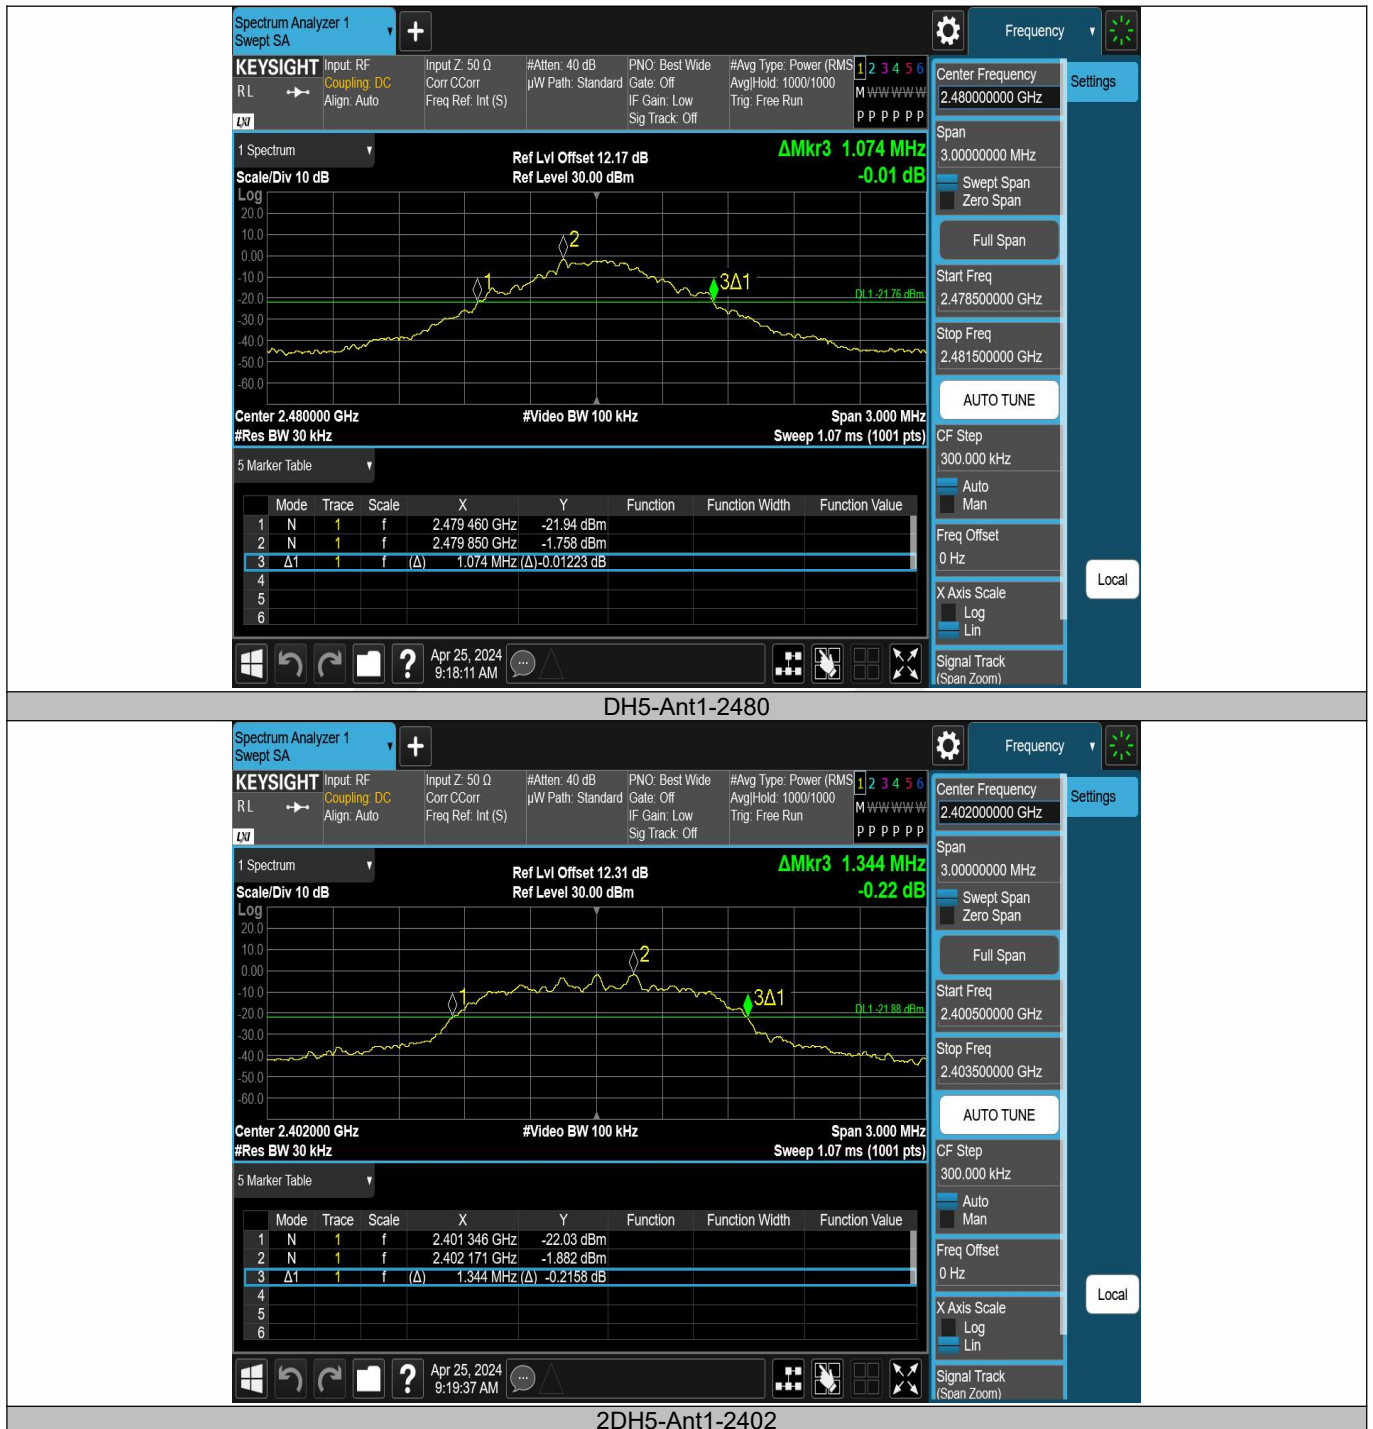 Spectrum Analyzer 1
Swept SA
+
Frequency
KEYSIGHT
R L
LXI
Input: RF
Coupling: DC
Align: Auto
Input Z: 50 Ω
Corr CCorr
Freq Ref: Int (S)
#Atten: 40 dB
µW Path: Standard
PNO: Best Wide
Gate: Off
IF Gain: Low
Sig Track: Off
#Avg Type: Power (RMS
Avg|Hold: 1000/1000
Trig: Free Run
1 2 3 4 5 6
M W W W W W
P P P P P P
1 Spectrum
Scale/Div 10 dB
Ref Lvl Offset 12.17 dB
Ref Level 30.00 dBm
ΔMkr3 1.074 MHz
-0.01 dB
Log
20.0
10.0
0.00
-10.0
-20.0
-30.0
-40.0
-50.0
-60.0
1
2
3Δ1
DL1 -21.76 dBm
Center 2.480000 GHz
#Video BW 100 kHz
Span 3.000 MHz
#Res BW 30 kHz
Sweep 1.07 ms (1001 pts)
5 Marker Table
Mode Trace Scale X Y Function Function Width Function Value
1 N 1 f 2.479 460 GHz -21.94 dBm
2 N 1 f 2.479 850 GHz -1.758 dBm
3 Δ1 1 f (Δ) 1.074 MHz (Δ) -0.01223 dB
4
5
6
?
Apr 25, 2024
9:18:11 AM
Center Frequency
2.480000000 GHz
Settings
Span
3.00000000 MHz
Swept Span
Zero Span
Full Span
Start Freq
2.478500000 GHz
Stop Freq
2.481500000 GHz
AUTO TUNE
CF Step
300.000 kHz
Auto
Man
Freq Offset
0 Hz
Local
X Axis Scale
Log
Lin
Signal Track
(Span Zoom)
DH5-Ant1-2480
Spectrum Analyzer 1
Swept SA
+
Frequency
KEYSIGHT
R L
LXI
Input: RF
Coupling: DC
Align: Auto
Input Z: 50 Ω
Corr CCorr
Freq Ref: Int (S)
#Atten: 40 dB
µW Path: Standard
PNO: Best Wide
Gate: Off
IF Gain: Low
Sig Track: Off
#Avg Type: Power (RMS
Avg|Hold: 1000/1000
Trig: Free Run
1 2 3 4 5 6
M W W W W W
P P P P P P
1 Spectrum
Scale/Div 10 dB
Ref Lvl Offset 12.31 dB
Ref Level 30.00 dBm
ΔMkr3 1.344 MHz
-0.22 dB
Log
20.0
10.0
0.00
-10.0
-20.0
-30.0
-40.0
-50.0
-60.0
1
2
3Δ1
DL1 -21.88 dBm
Center 2.402000 GHz
#Video BW 100 kHz
Span 3.000 MHz
#Res BW 30 kHz
Sweep 1.07 ms (1001 pts)
5 Marker Table
Mode Trace Scale X Y Function Function Width Function Value
1 N 1 f 2.401 346 GHz -22.03 dBm
2 N 1 f 2.402 171 GHz -1.882 dBm
3 Δ1 1 f (Δ) 1.344 MHz (Δ) -0.2158 dB
4
5
6
?
Apr 25, 2024
9:19:37 AM
Center Frequency
2.402000000 GHz
Settings
Span
3.00000000 MHz
Swept Span
Zero Span
Full Span
Start Freq
2.400500000 GHz
Stop Freq
2.403500000 GHz
AUTO TUNE
CF Step
300.000 kHz
Auto
Man
Freq Offset
0 Hz
Local
X Axis Scale
Log
Lin
Signal Track
(Span Zoom)
2DH5-Ant1-2402